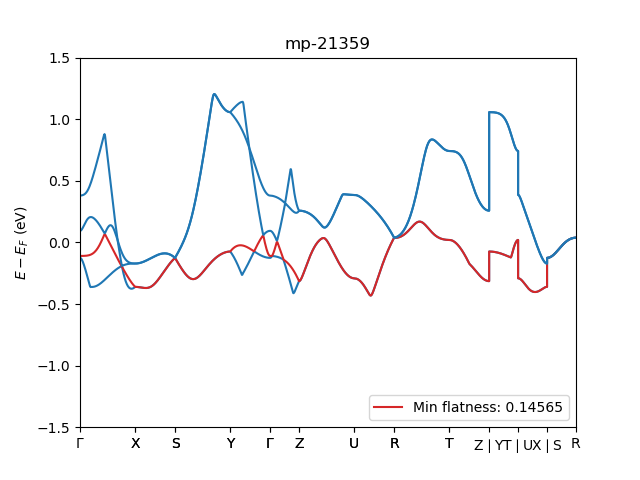 mp-21359
E − E_F (eV)
1.5
1.0
0.5
0.0
−0.5
−1.0
−1.5
Min flatness: 0.14565
Γ X S Y Γ Z U R T Z | YT | UX | S R